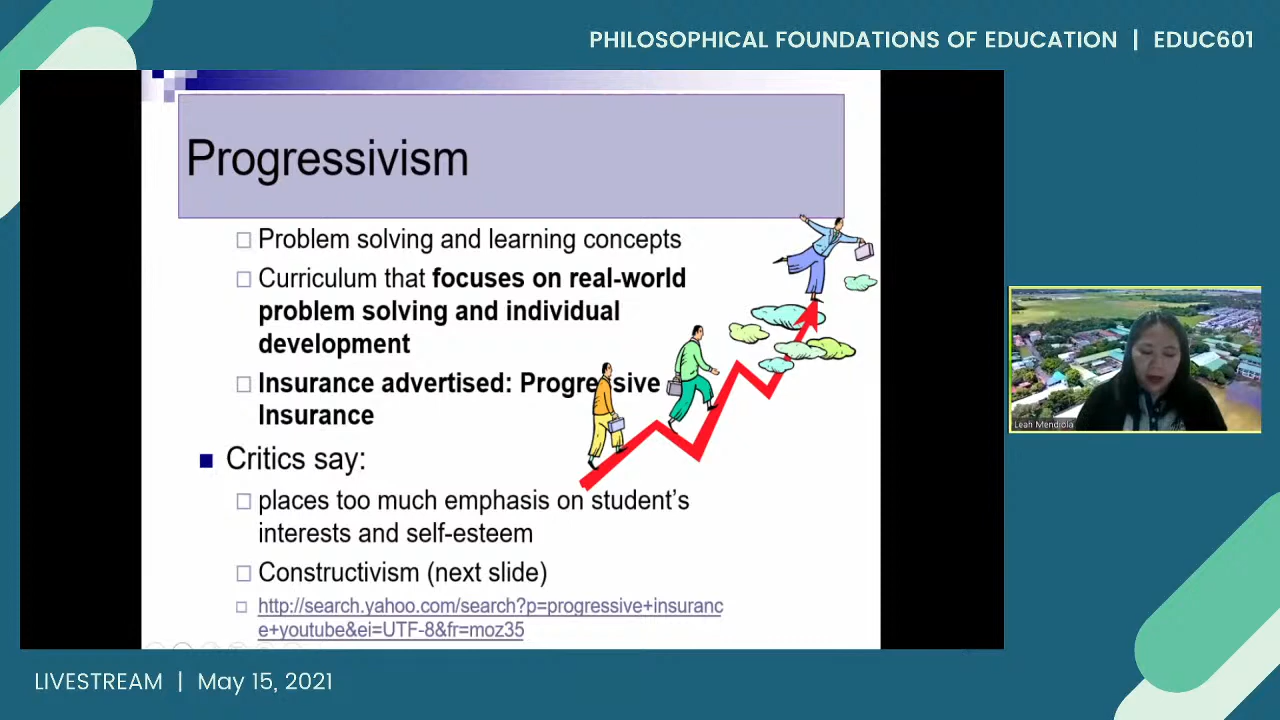 PHILOSOPHICAL FOUNDATIONS OF EDUCATION | EDUC601
Progressivism
Problem solving and learning concepts
Curriculum that focuses on real-world
problem solving and individual
development
Insurance advertised: Progressive
Insurance
Critics say:
places too much emphasis on student's
interests and self-esteem
Constructivism (next slide)
http://search.yahoo.com/search?p=progressive+insuranc
e+youtube&ei=UTF-8&fr=moz35
Leah Mendiola
LIVESTREAM | May 15, 2021